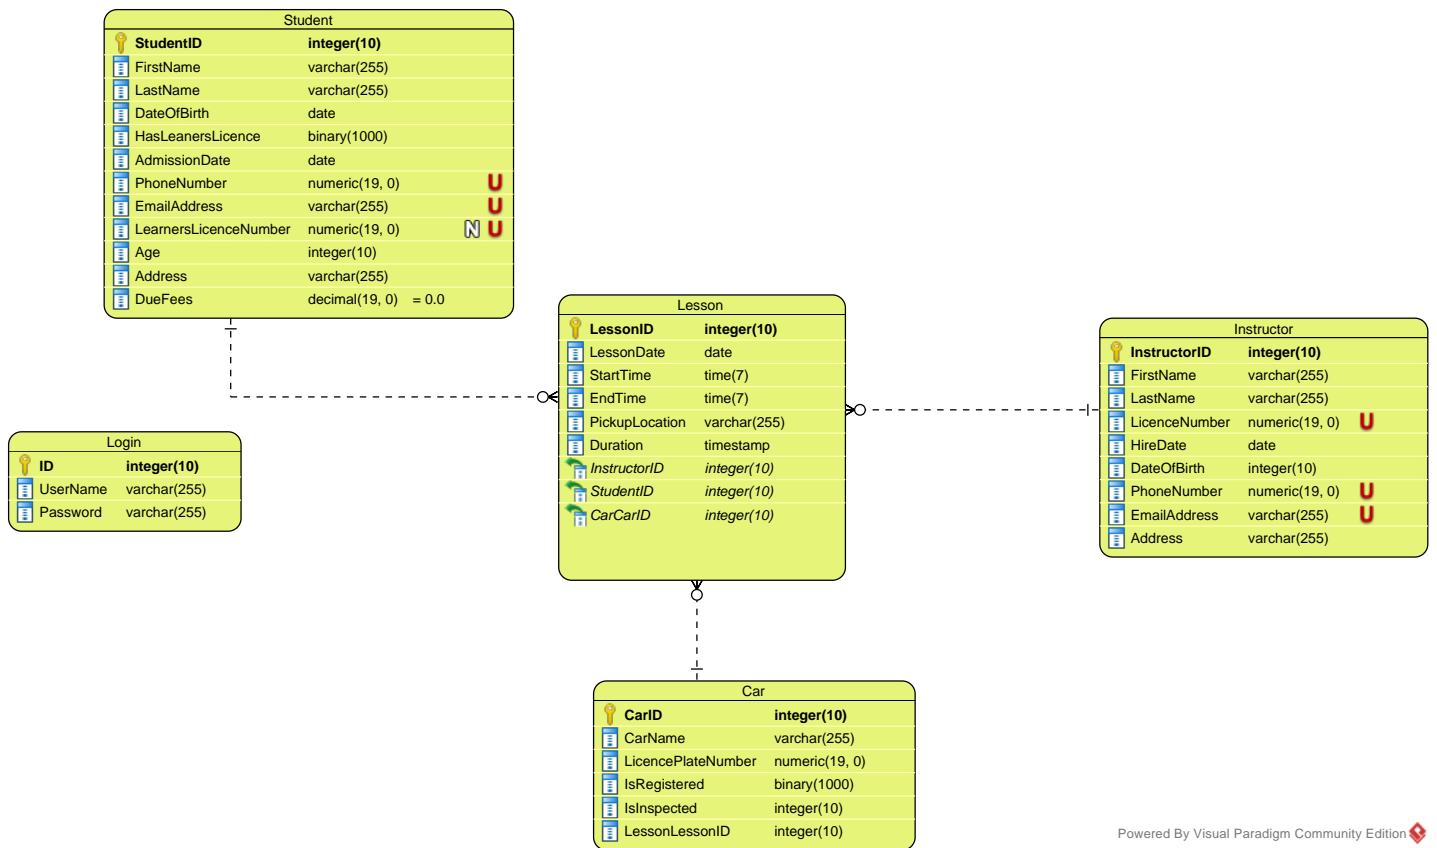 Student
StudentID integer(10)
FirstName varchar(255)
LastName varchar(255)
DateOfBirth date
HasLeanersLicence binary(1000)
AdmissionDate date
PhoneNumber numeric(19, 0) U
EmailAddress varchar(255) U
LearnersLicenceNumber numeric(19, 0) N U
Age integer(10)
Address varchar(255)
DueFees decimal(19, 0) = 0.0
Lesson
LessonID integer(10)
LessonDate date
StartTime time(7)
EndTime time(7)
PickupLocation varchar(255)
Duration timestamp
InstructorID integer(10)
StudentID integer(10)
CarCarID integer(10)
Instructor
InstructorID integer(10)
FirstName varchar(255)
LastName varchar(255)
LicenceNumber numeric(19, 0) U
HireDate date
DateOfBirth integer(10)
PhoneNumber numeric(19, 0) U
EmailAddress varchar(255) U
Address varchar(255)
Login
ID integer(10)
UserName varchar(255)
Password varchar(255)
Car
CarID integer(10)
CarName varchar(255)
LicencePlateNumber numeric(19, 0)
IsRegistered binary(1000)
IsInspected integer(10)
LessonLessonID integer(10)
Powered By Visual Paradigm Community Edition